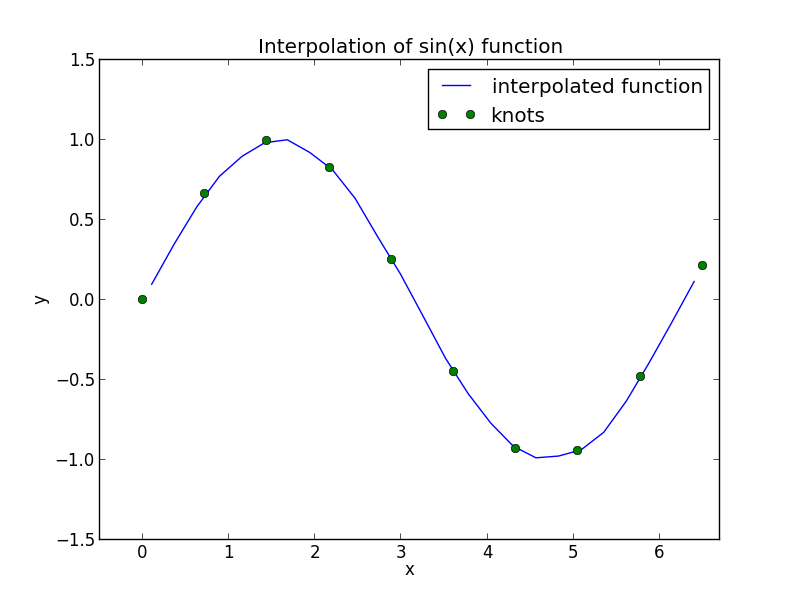 Interpolation of sin(x) function
interpolated function
knots
1.5
1.0
0.5
0.0
−0.5
−1.0
−1.5
y
0 1 2 3 4 5 6
x